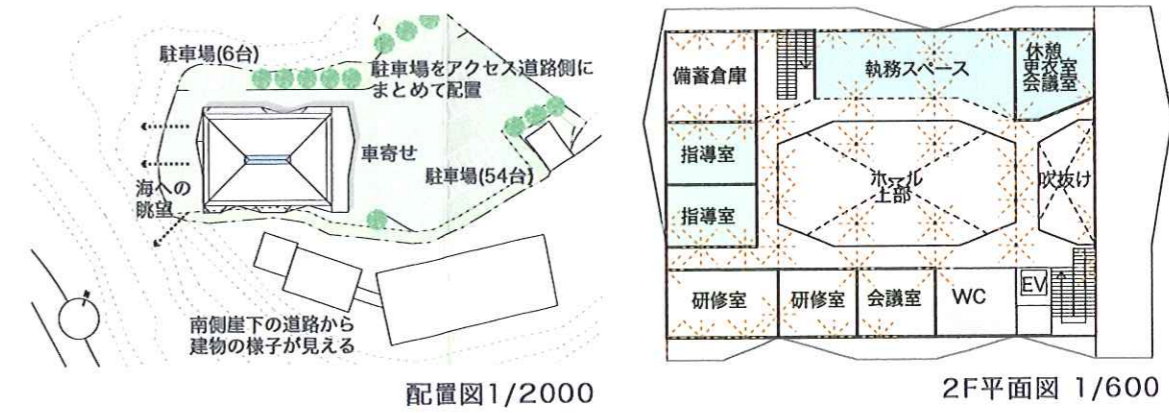 駐車場(6台)
駐車場をアクセス道路側に
まとめて配置
車寄せ
駐車場(54台)
海への
眺望
南側崖下の道路から
建物の様子が見える
配置図1/2000
備蓄倉庫
執務スペース
休憩
更衣室
会議室
指導室
ホール
上部
吹抜け
指導室
研修室
研修室
会議室
WC
EV
2F平面図 1/600